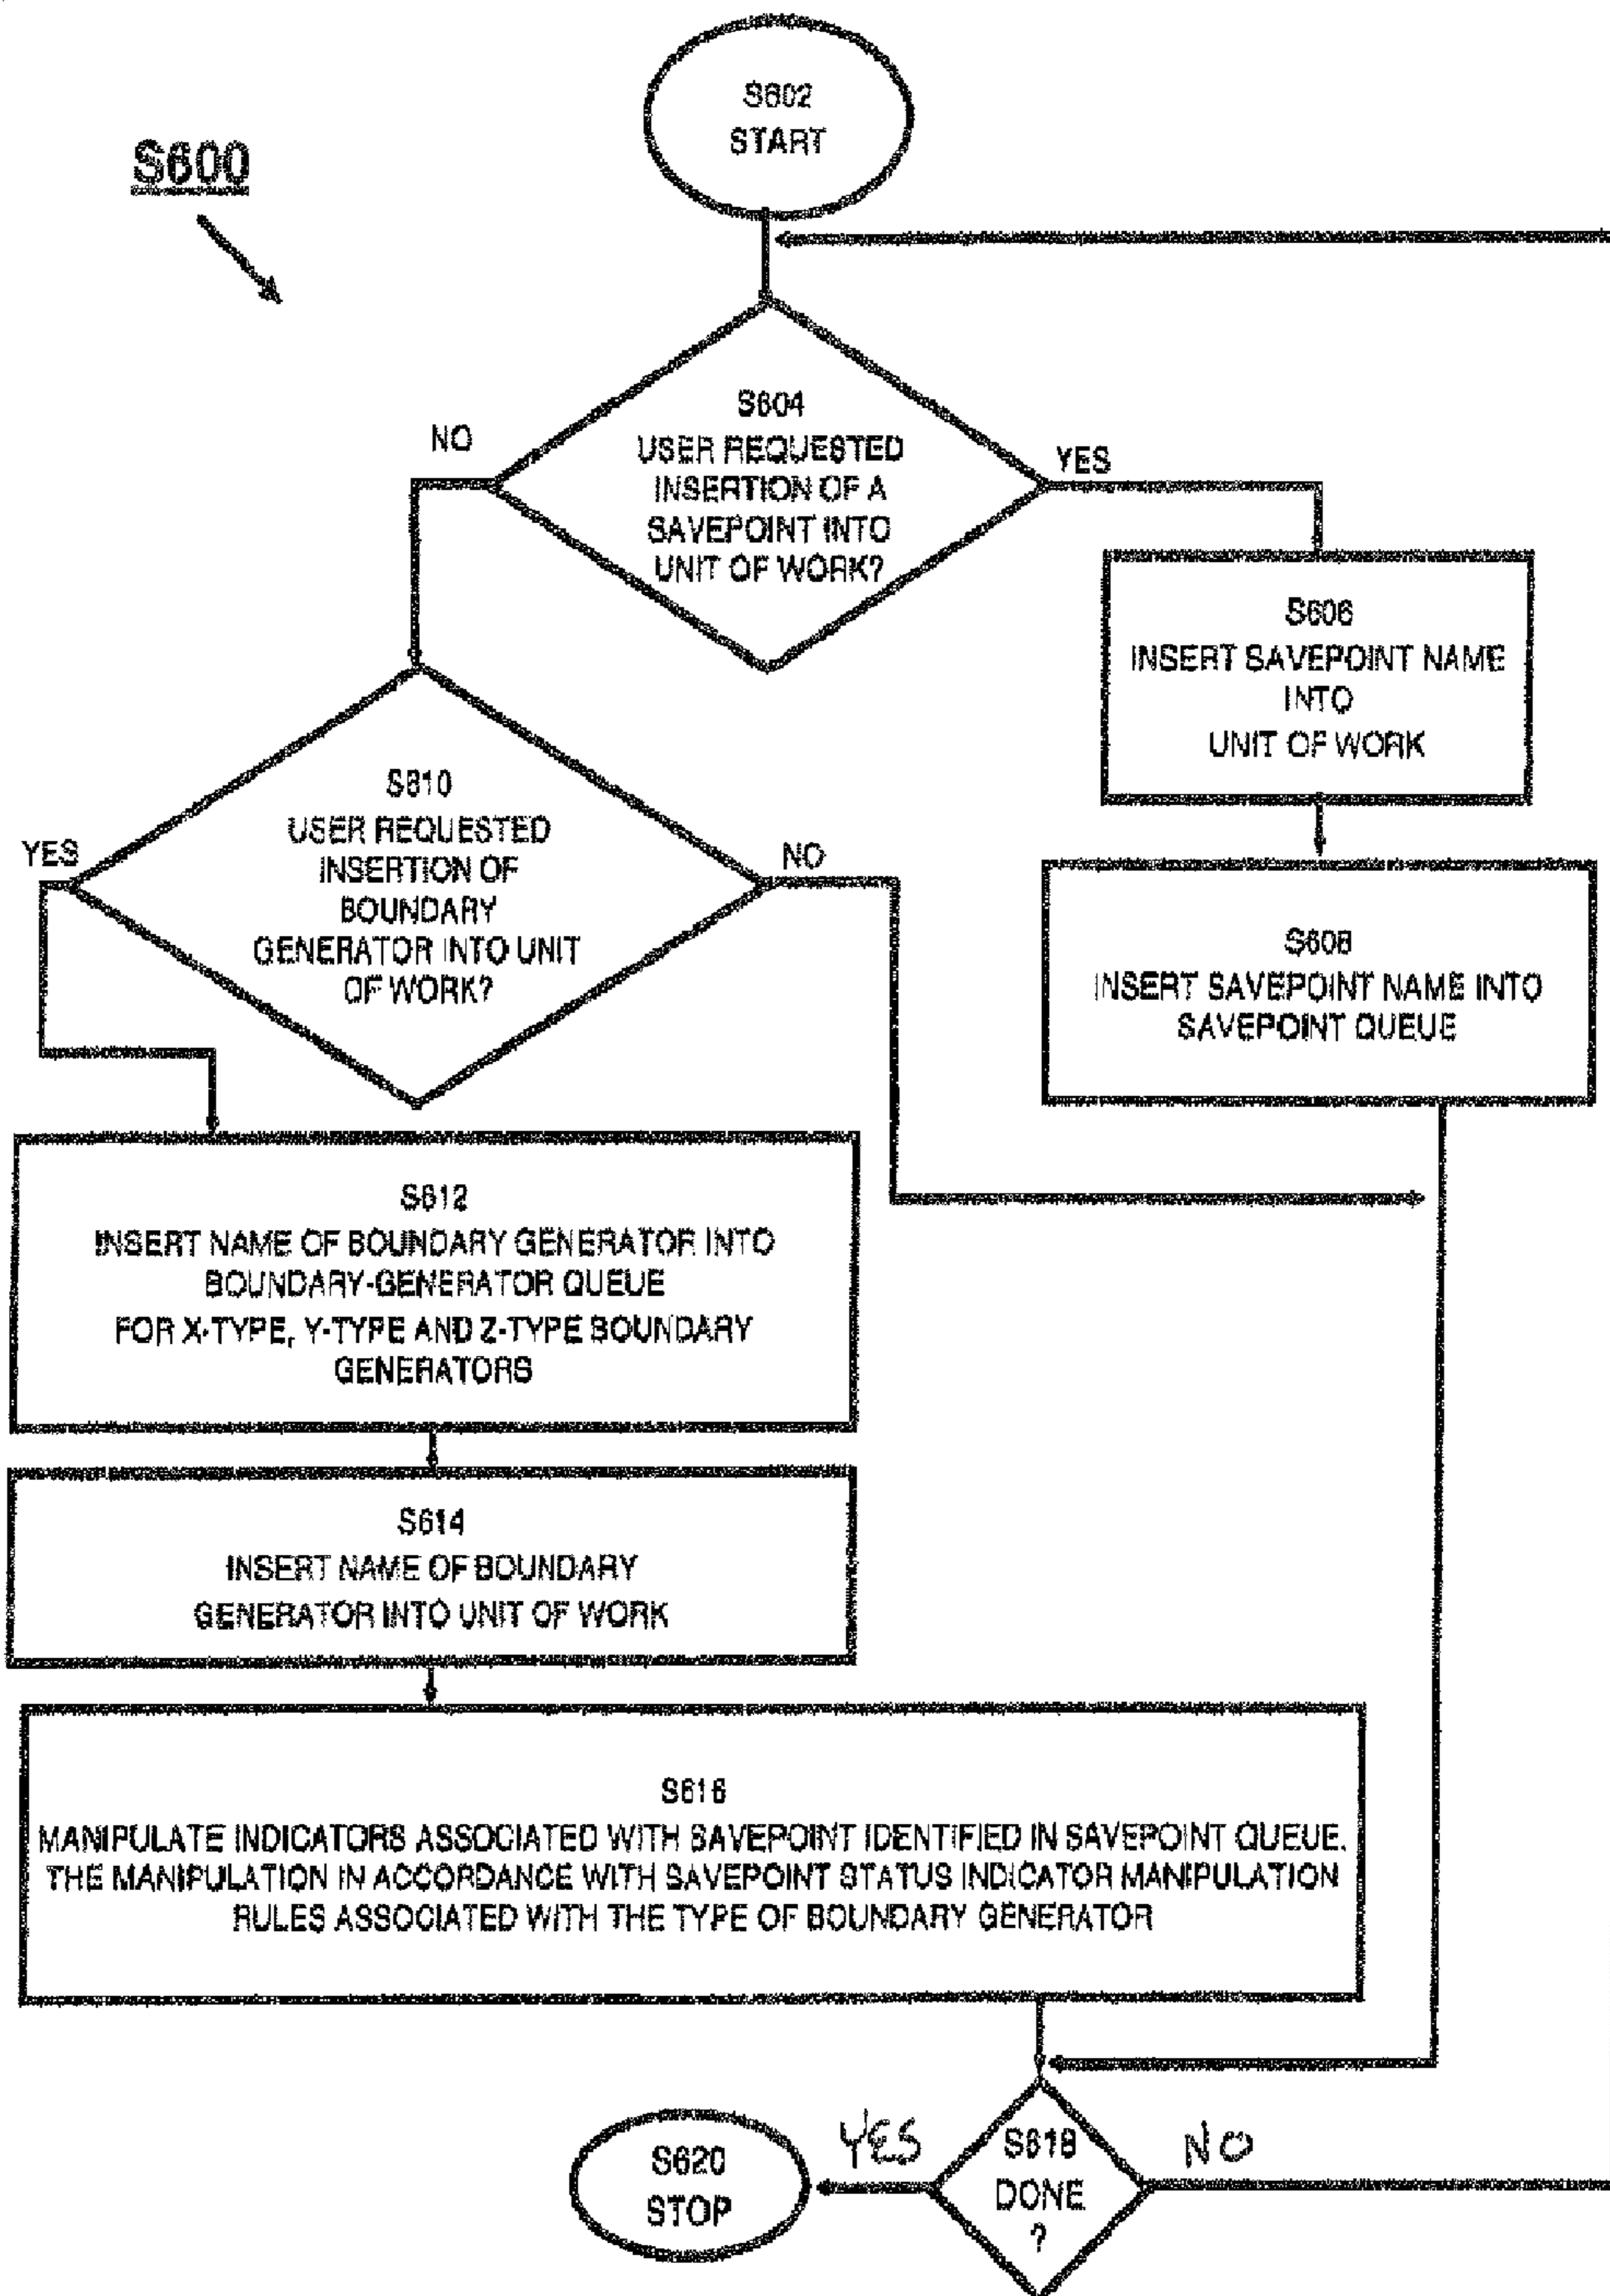 S600
S602
START
S604
USER REQUESTED
INSERTION OF A
SAVEPOINT INTO
UNIT OF WORK?
NO
YES
S606
INSERT SAVEPOINT NAME
INTO
UNIT OF WORK
S608
INSERT SAVEPOINT NAME INTO
SAVEPOINT QUEUE
S610
USER REQUESTED
INSERTION OF
BOUNDARY
GENERATOR INTO UNIT
OF WORK?
YES
NO
S612
INSERT NAME OF BOUNDARY GENERATOR INTO
BOUNDARY-GENERATOR QUEUE
FOR X-TYPE, Y-TYPE AND Z-TYPE BOUNDARY
GENERATORS
S614
INSERT NAME OF BOUNDARY
GENERATOR INTO UNIT OF WORK
S616
MANIPULATE INDICATORS ASSOCIATED WITH SAVEPOINT IDENTIFIED IN SAVEPOINT QUEUE.
THE MANIPULATION IN ACCORDANCE WITH SAVEPOINT STATUS INDICATOR MANIPULATION
RULES ASSOCIATED WITH THE TYPE OF BOUNDARY GENERATOR
S618
DONE
?
YES
NO
S620
STOP